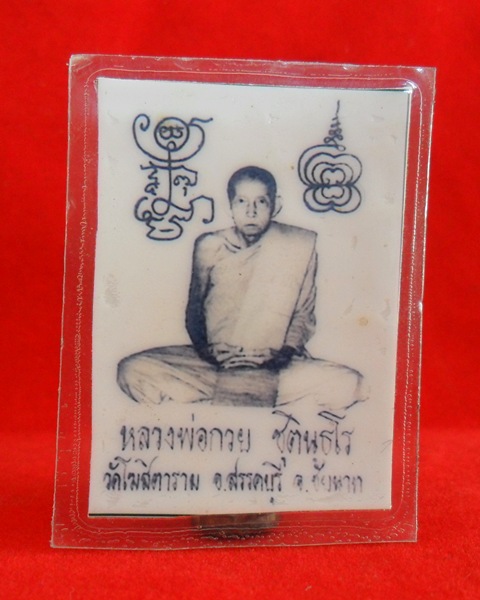 หลวงพ่อกวย ชุตินฺธโร
วัดโฆสิตาราม อ.สรรคบุรี จ.ชัยนาท